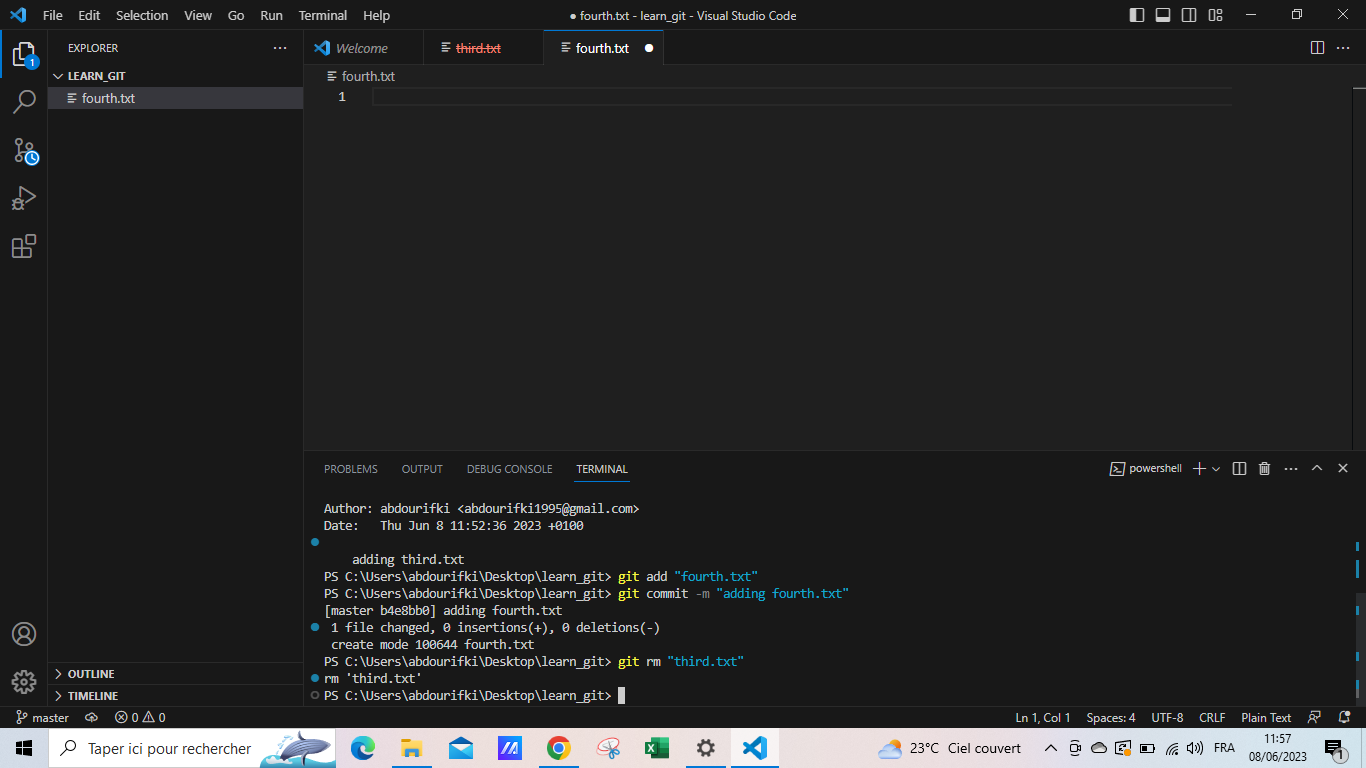 File Edit Selection View Go Run Terminal Help
● fourth.txt - learn_git - Visual Studio Code
EXPLORER
Welcome
third.txt
fourth.txt
1
LEARN_GIT
fourth.txt
fourth.txt
1
PROBLEMS OUTPUT DEBUG CONSOLE TERMINAL
powershell
Author: abdourifki <abdourifki1995@gmail.com>
Date:   Thu Jun 8 11:52:36 2023 +0100
adding third.txt
PS C:\Users\abdourifki\Desktop\learn_git> git add "fourth.txt"
PS C:\Users\abdourifki\Desktop\learn_git> git commit -m "adding fourth.txt"
[master b4e8bb0] adding fourth.txt
1 file changed, 0 insertions(+), 0 deletions(-)
create mode 100644 fourth.txt
PS C:\Users\abdourifki\Desktop\learn_git> git rm "third.txt"
rm 'third.txt'
PS C:\Users\abdourifki\Desktop\learn_git>
OUTLINE
TIMELINE
master 0 0
Ln 1, Col 1 Spaces: 4 UTF-8 CRLF Plain Text
Taper ici pour rechercher
23°C Ciel couvert
FRA
11:57
08/06/2023
1